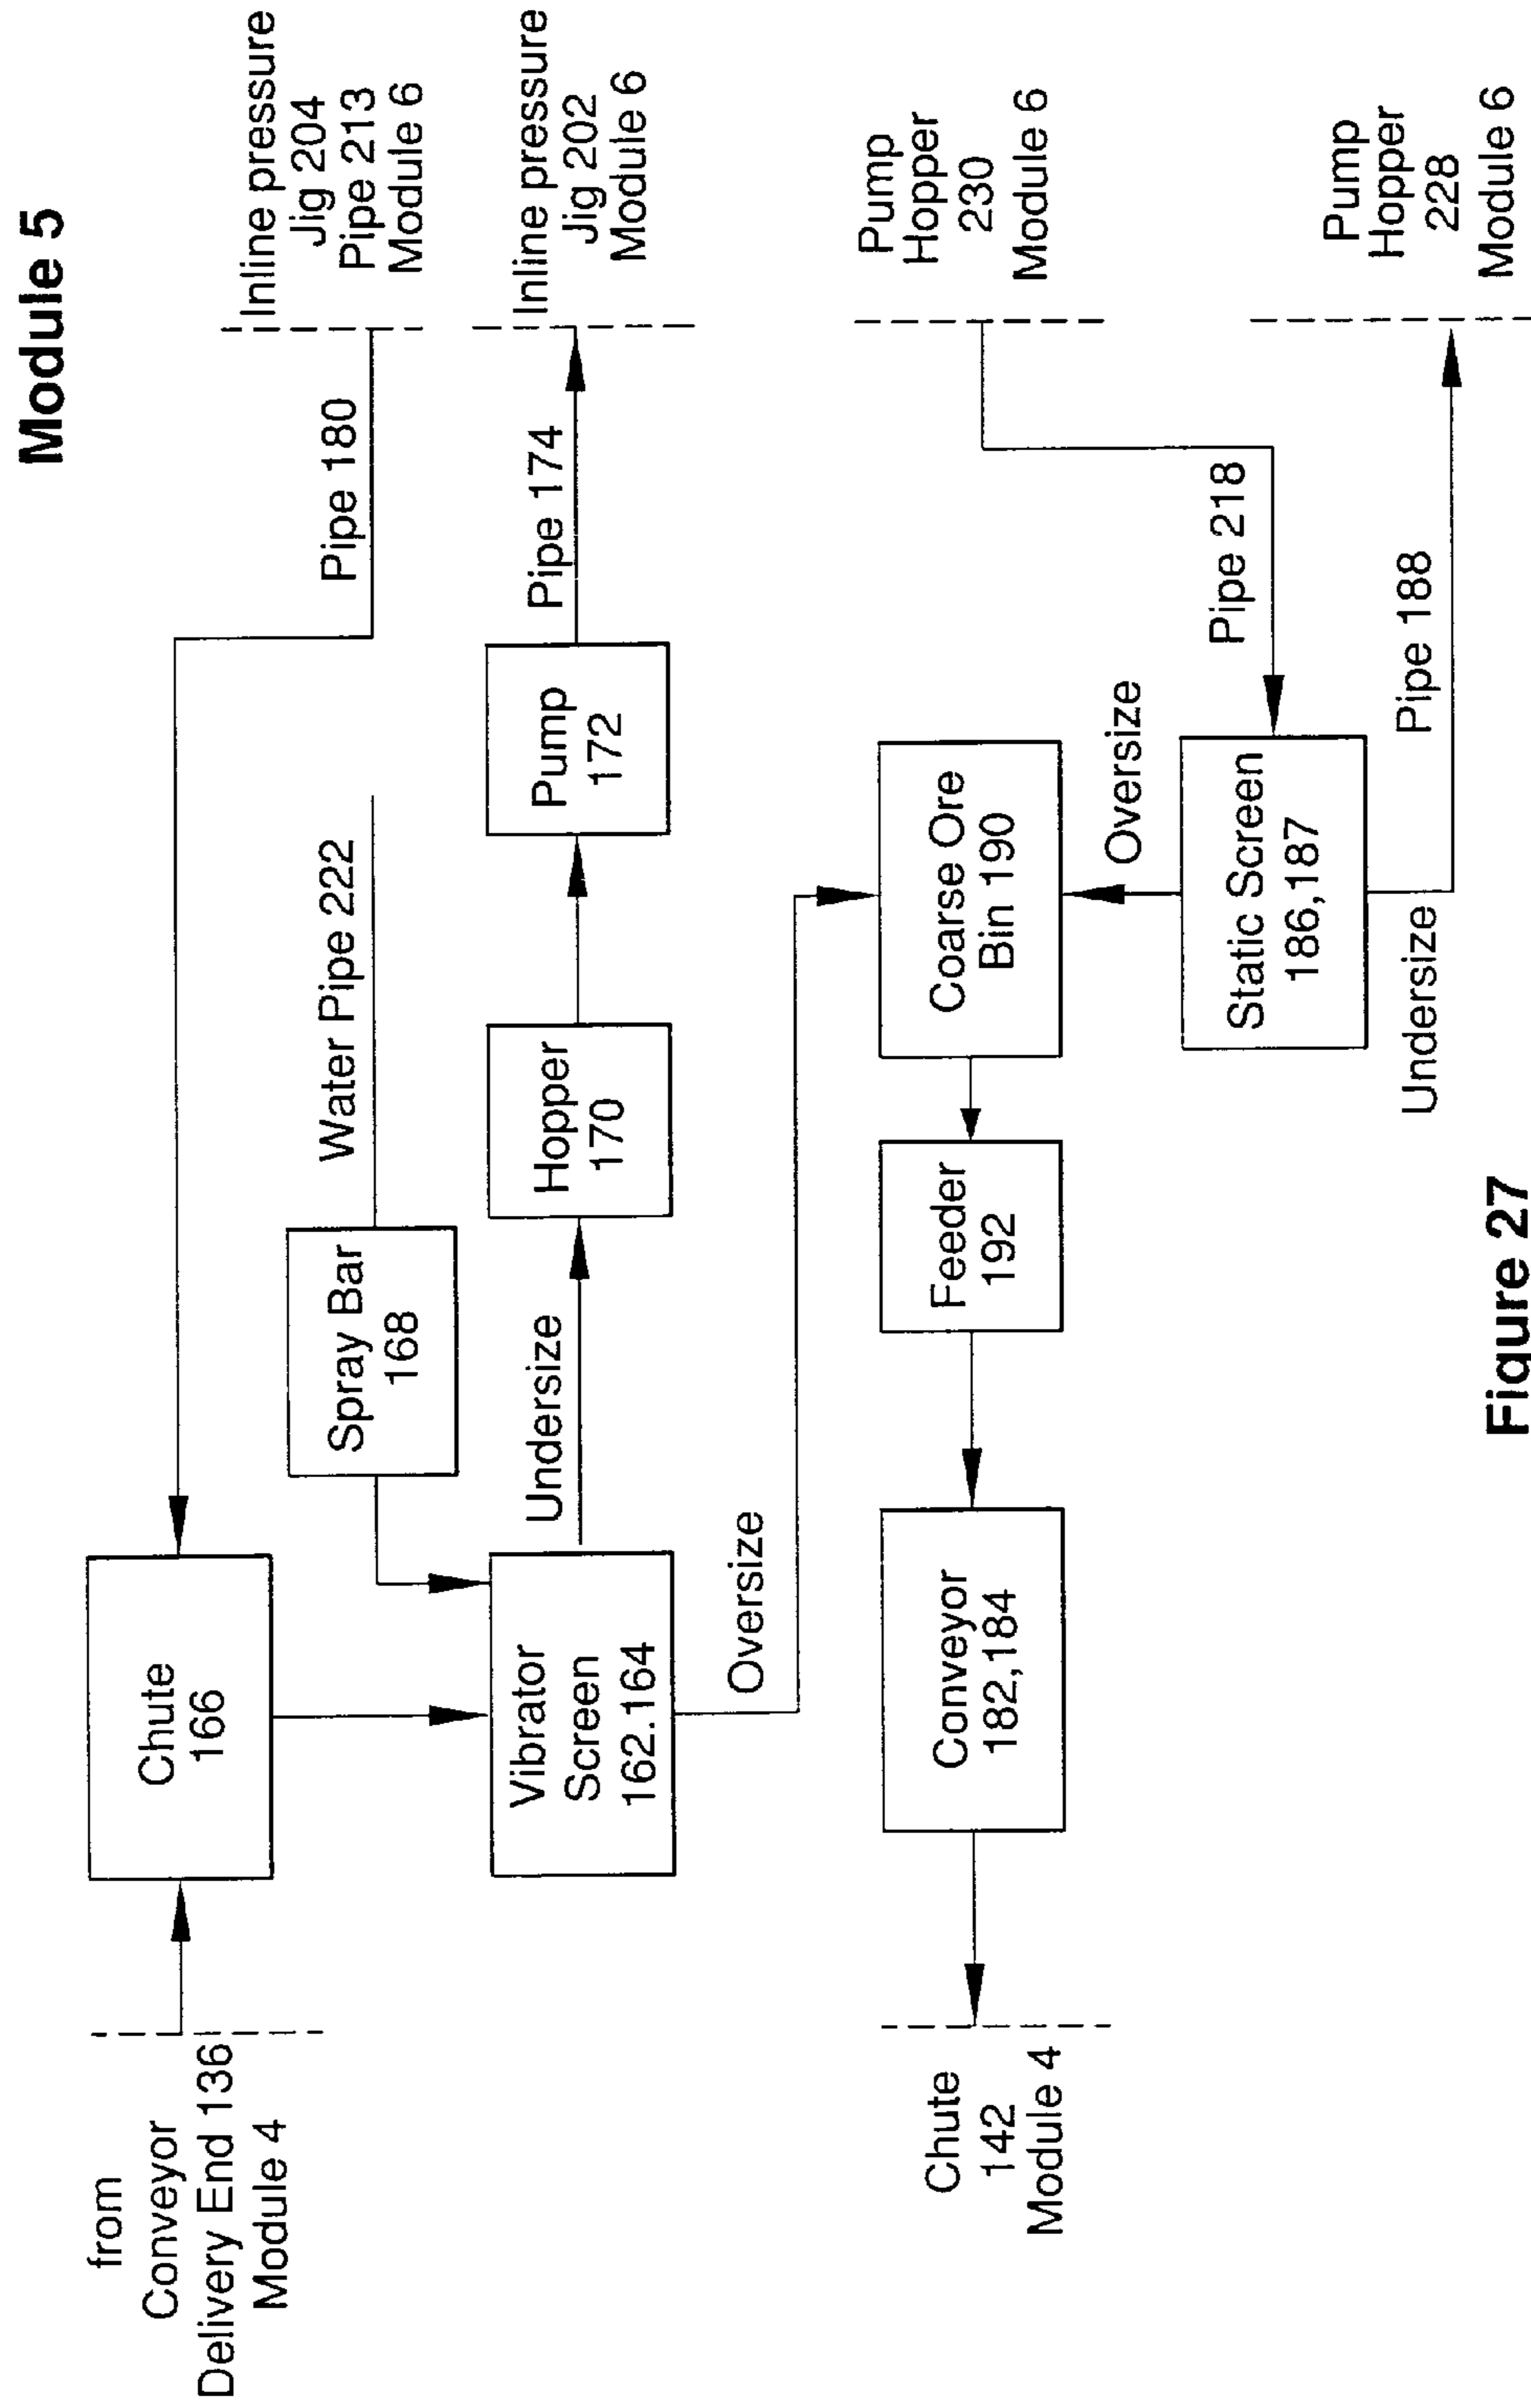 Module 5
from
Conveyor
Delivery End 136
Module 4
Chute
166
Pipe 180
Inline pressure
Jig 204
Pipe 213
Module 6
Spray Bar
168
Water Pipe 222
Vibrator
Screen
162.164
Undersize
Hopper
170
Pump
172
Pipe 174
Inline pressure
Jig 202
Module 6
Oversize
Chute
142
Module 4
Conveyor
182,184
Feeder
192
Coarse Ore
Bin 190
Oversize
Pump
Hopper
230
Module 6
Pipe 218
Static Screen
186,187
Undersize
Pipe 188
Pump
Hopper
228
Module 6
Figure 27